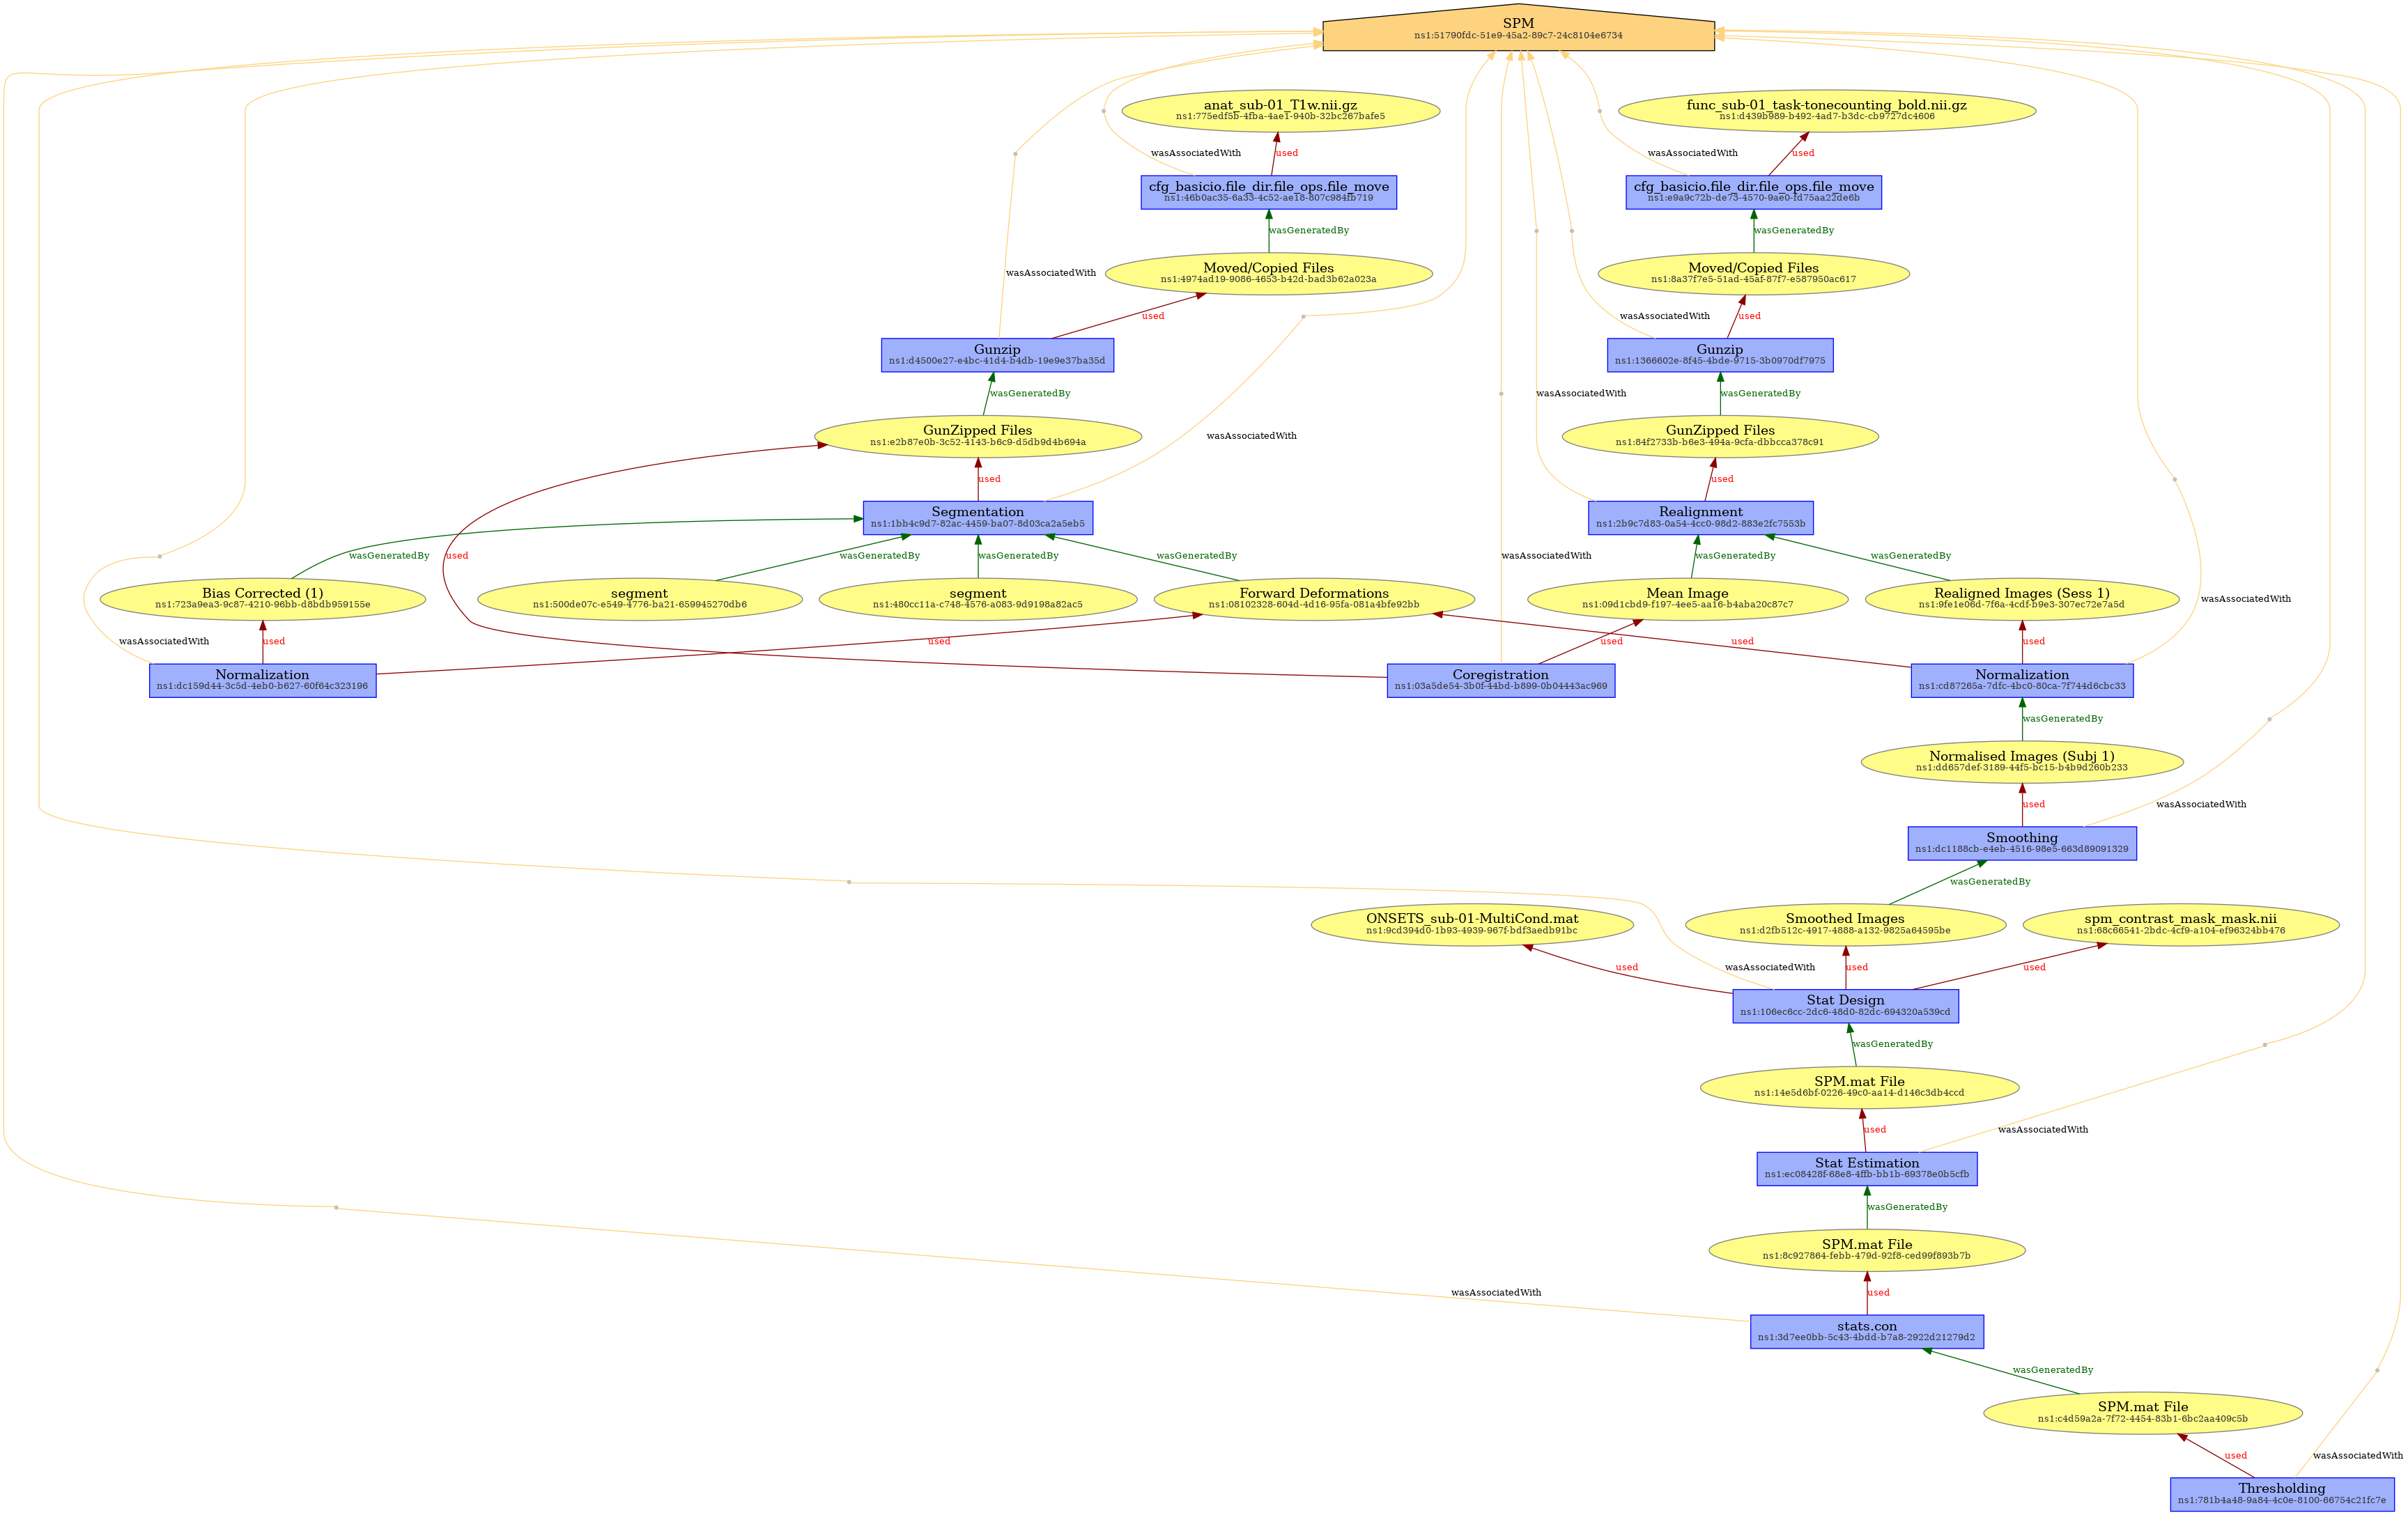 SPM
ns1:51790fdc-51e9-45a2-89c7-24c8104e6734
anat_sub-01_T1w.nii.gz
ns1:775edf5b-4fba-4ae1-940b-32bc267bafe5
func_sub-01_task-tonecounting_bold.nii.gz
ns1:d439b989-b492-4ad7-b3dc-cb9727dc4606
wasAssociatedWith
used
wasAssociatedWith
used
cfg_basicio.file_dir.file_ops.file_move
ns1:46b0ac35-6a33-4c52-ae18-807c984fb719
cfg_basicio.file_dir.file_ops.file_move
ns1:e9a9c72b-de73-4570-9ae0-fd75aa22de6b
wasGeneratedBy
wasGeneratedBy
wasAssociatedWith
Moved/Copied Files
ns1:4974ad19-9086-4653-b42d-bad3b62a023a
Moved/Copied Files
ns1:8a37f7e5-51ad-45af-87f7-e587950ac617
used
wasAssociatedWith
used
Gunzip
ns1:d4500e27-e4bc-41d4-b4db-19e9e37ba35d
Gunzip
ns1:1366602e-8f45-4bde-9715-3b0970df7975
wasGeneratedBy
wasAssociatedWith
wasGeneratedBy
GunZipped Files
ns1:e2b87e0b-3c52-4143-b6c9-d5db9d4b694a
wasAssociatedWith
GunZipped Files
ns1:84f2733b-b6e3-494a-9cfa-dbbcca378c91
used
used
Segmentation
ns1:1bb4c9d7-82ac-4459-ba07-8d03ca2a5eb5
Realignment
ns1:2b9c7d83-0a54-4cc0-98d2-883e2fc7553b
wasGeneratedBy
used
wasGeneratedBy
wasGeneratedBy
wasGeneratedBy
wasAssociatedWith
wasGeneratedBy
wasGeneratedBy
Bias Corrected (1)
ns1:723a9ea3-9c87-4210-96bb-d8bdb959155e
segment
ns1:500de07c-e549-4776-ba21-659945270db6
segment
ns1:480cc11a-c748-4576-a083-9d9198a82ac5
Forward Deformations
ns1:08102328-604d-4d16-95fa-081a4bfe92bb
Mean Image
ns1:09d1cbd9-f197-4ee5-aa16-b4aba20c87c7
Realigned Images (Sess 1)
ns1:9fe1e06d-7f6a-4cdf-b9e3-307ec72e7a5d
wasAssociatedWith
wasAssociatedWith
used
used
used
used
used
Normalization
ns1:dc159d44-3c5d-4eb0-b627-60f64c323196
Coregistration
ns1:03a5de54-3b0f-44bd-b899-0b04443ac969
Normalization
ns1:cd87265a-7dfc-4bc0-80ca-7f744d6cbc33
wasGeneratedBy
Normalised Images (Subj 1)
ns1:dd657def-3189-44f5-bc15-b4b9d260b233
used
wasAssociatedWith
Smoothing
ns1:dc1188cb-e4eb-4516-98e5-663d89091329
wasGeneratedBy
ONSETS_sub-01-MultiCond.mat
ns1:9cd394d0-1b93-4939-967f-bdf3aedb91bc
Smoothed Images
ns1:d2fb512c-4917-4888-a132-9825a64595be
spm_contrast_mask_mask.nii
ns1:68c66541-2bdc-4cf9-a104-ef96324bb476
used
wasAssociatedWith
used
used
Stat Design
ns1:106ec6cc-2dc6-48d0-82dc-694320a539cd
wasGeneratedBy
SPM.mat File
ns1:14e5d6bf-0226-49c0-aa14-d146c3db4ccd
used
wasAssociatedWith
Stat Estimation
ns1:ec08428f-68e8-4ffb-bb1b-69378e0b5cfb
wasGeneratedBy
SPM.mat File
ns1:8c927864-febb-479d-92f8-ced99f893b7b
wasAssociatedWith
used
stats.con
ns1:3d7ee0bb-5c43-4bdd-b7a8-2922d21279d2
wasGeneratedBy
SPM.mat File
ns1:c4d59a2a-7f72-4454-83b1-6bc2aa409c5b
used
wasAssociatedWith
Thresholding
ns1:781b4a48-9a84-4c0e-8100-66754c21fc7e